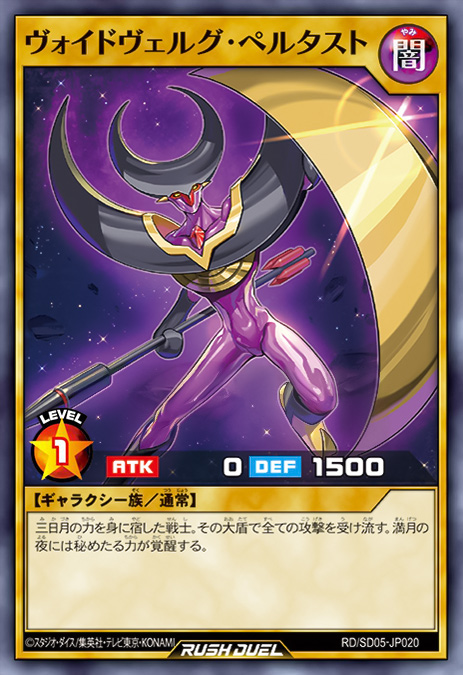 ヴォイドヴェルグ・ペルタスト
やみ
闇
LEVEL
1
ATK 0 DEF 1500
【ギャラクシー族／通常】
三日月の力を身に宿した戦士。その大盾で全ての攻撃を受け流す。満月の
夜には秘めたる力が覚醒する。
©スタジオ・ダイス/集英社・テレビ東京・KONAMI
RUSH DUEL
RD/SD05-JP020